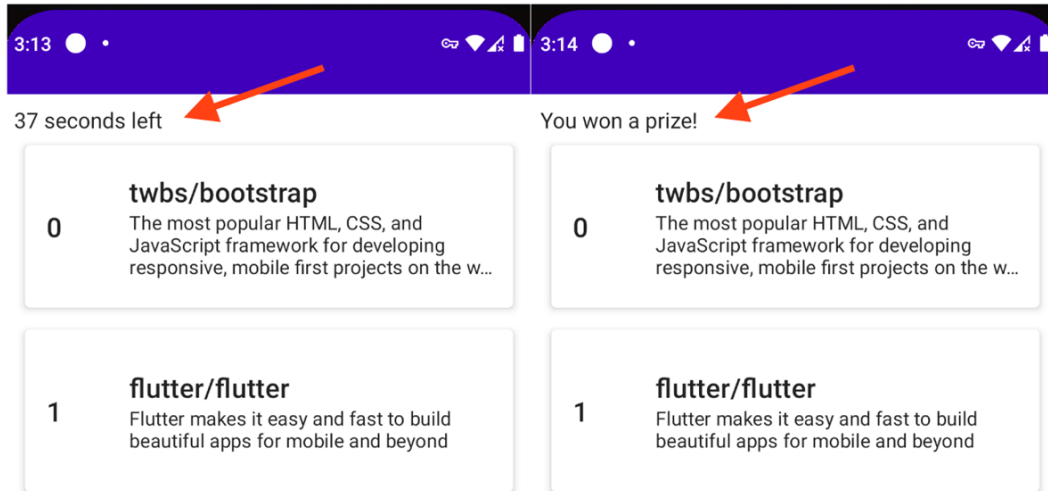 3:13
37 seconds left
0
twbs/bootstrap
The most popular HTML, CSS, and
JavaScript framework for developing
responsive, mobile first projects on the w...
1
flutter/flutter
Flutter makes it easy and fast to build
beautiful apps for mobile and beyond
3:14
You won a prize!
0
twbs/bootstrap
The most popular HTML, CSS, and
JavaScript framework for developing
responsive, mobile first projects on the w...
1
flutter/flutter
Flutter makes it easy and fast to build
beautiful apps for mobile and beyond